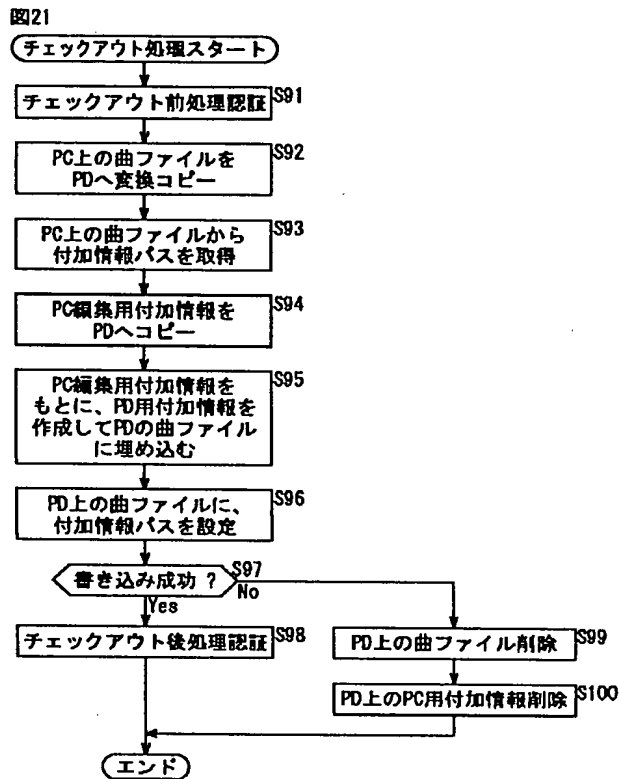 図21
チェックアウト処理スタート
チェックアウト前処理認証
S91
PC上の曲ファイルを
PDへ変換コピー
S92
PC上の曲ファイルから
付加情報パスを取得
S93
PC編集用付加情報を
PDへコピー
S94
PC編集用付加情報を
もとに、PD用付加情報を
作成してPDの曲ファイル
に埋め込む
S95
PD上の曲ファイルに、
付加情報パスを設定
S96
書き込み成功？
S97
No
Yes
チェックアウト後処理認証
S98
PD上の曲ファイル削除
S99
PD上のPC用付加情報削除
S100
エンド